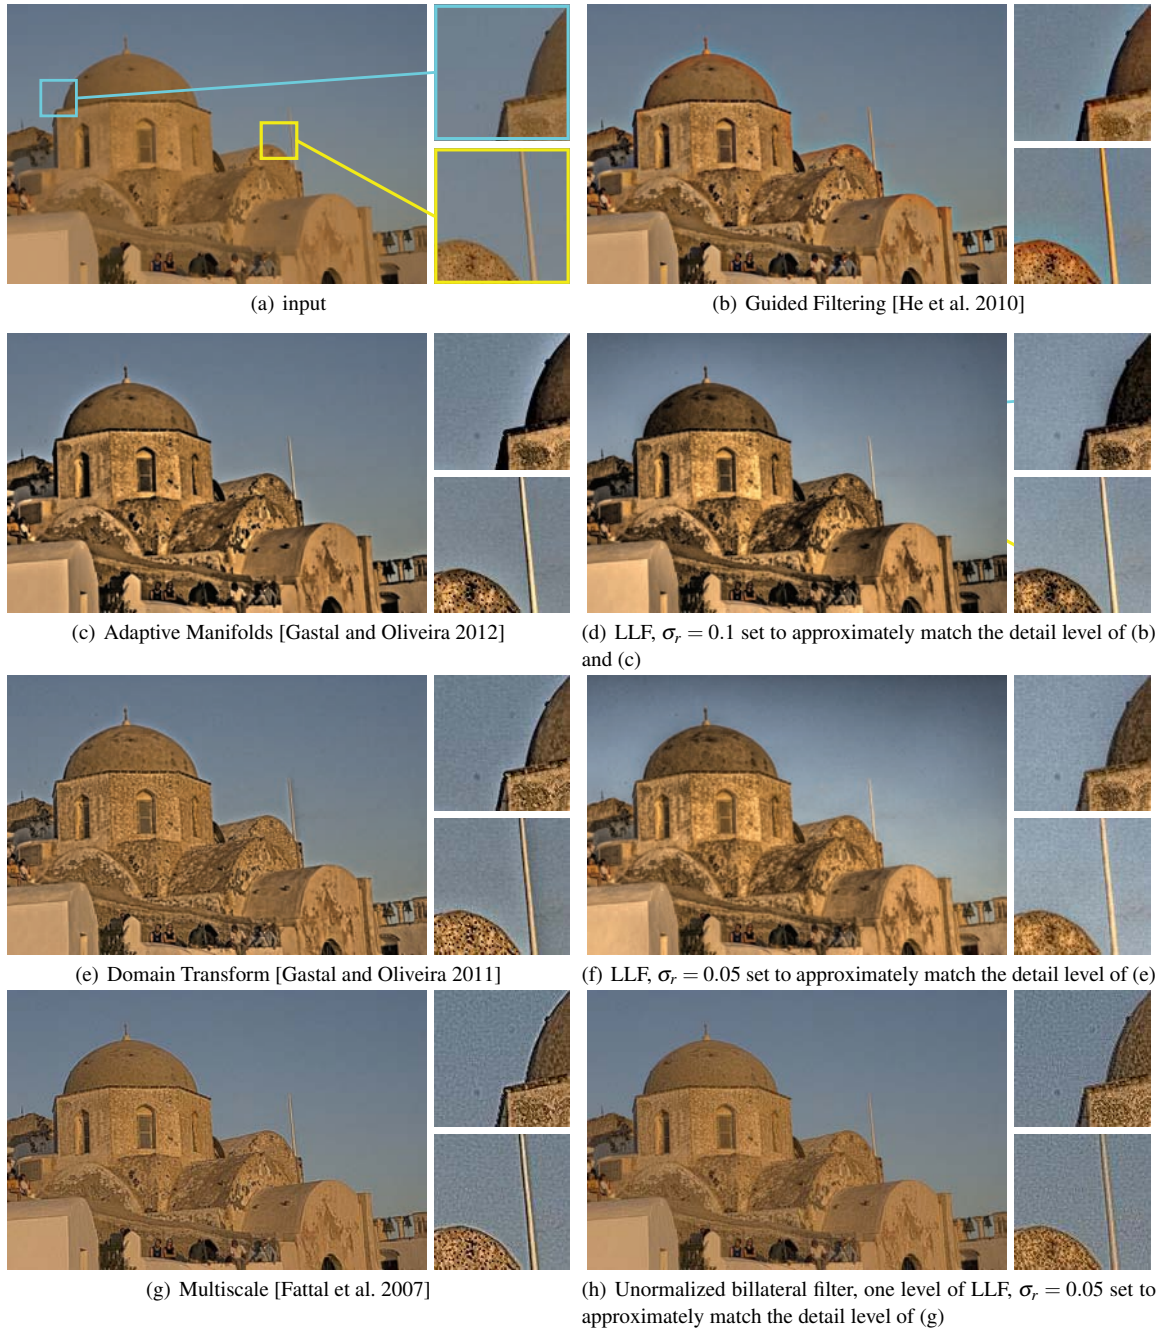 (a) input
(b) Guided Filtering [He et al. 2010]
(c) Adaptive Manifolds [Gastal and Oliveira 2012]
(d) LLF, σr = 0.1 set to approximately match the detail level of (b)
and (c)
(e) Domain Transform [Gastal and Oliveira 2011]
(f) LLF, σr = 0.05 set to approximately match the detail level of (e)
(g) Multiscale [Fattal et al. 2007]
(h) Unormalized billateral filter, one level of LLF, σr = 0.05 set to
approximately match the detail level of (g)